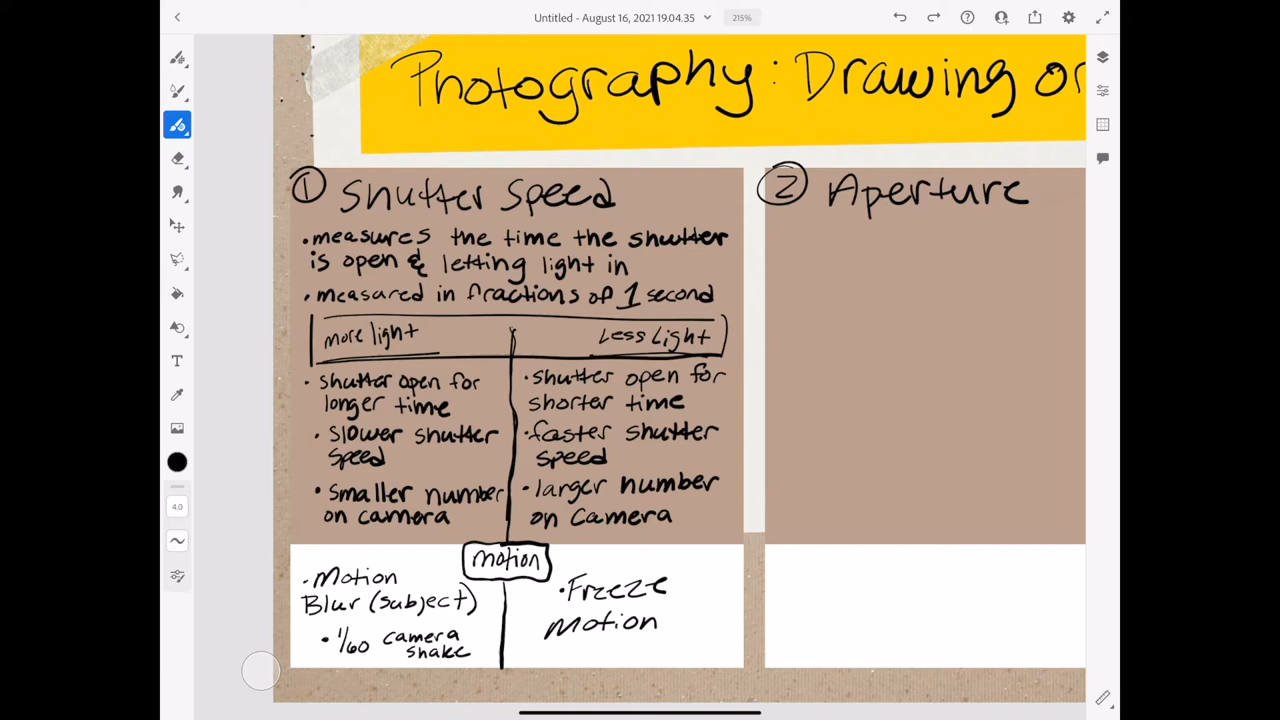 Untitled - August 16, 2021 19.04.35
215%
Photography: Drawing or
① Shutter Speed
• measures the time the shutter
is open & letting light in
• measured in fractions of 1 second
more light
Less Light
• shutter open for
longer time
• slower shutter
speed
• smaller number
on camera
• shutter open for
shorter time
• faster shutter
speed
• larger number
on camera
motion
• Motion
Blur (subject)
• 1/60 camera
shake
• Freeze
Motion
② Aperture
T
4.0